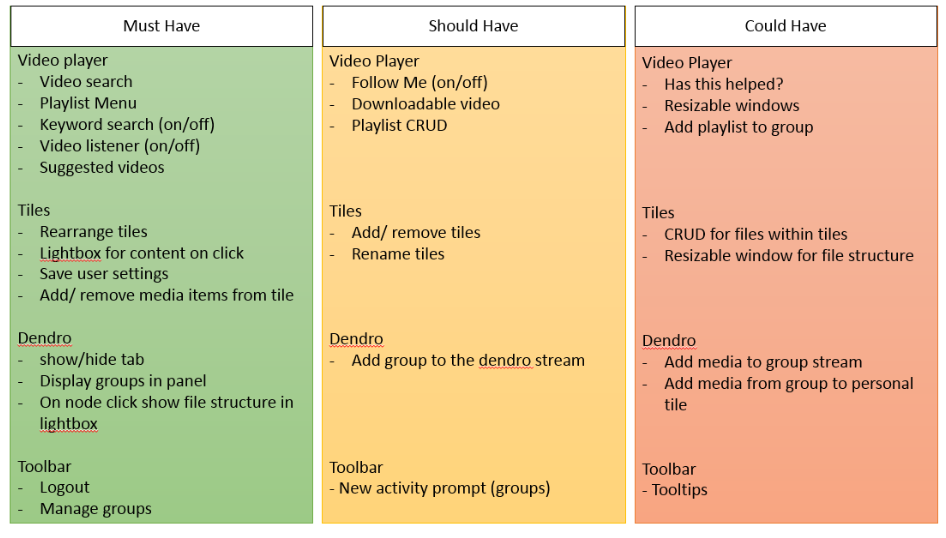 Must Have
Video player
- Video search
- Playlist Menu
- Keyword search (on/off)
- Video listener (on/off)
- Suggested videos
Tiles
- Rearrange tiles
- Lightbox for content on click
- Save user settings
- Add/ remove media items from tile
Dendro
- show/hide tab
- Display groups in panel
- On node click show file structure in
lightbox
Toolbar
- Logout
- Manage groups
Should Have
Video Player
- Follow Me (on/off)
- Downloadable video
- Playlist CRUD
Tiles
- Add/ remove tiles
- Rename tiles
Dendro
- Add group to the dendro stream
Toolbar
- New activity prompt (groups)
Could Have
Video Player
- Has this helped?
- Resizable windows
- Add playlist to group
Tiles
- CRUD for files within tiles
- Resizable window for file structure
Dendro
- Add media to group stream
- Add media from group to personal
tile
Toolbar
- Tooltips